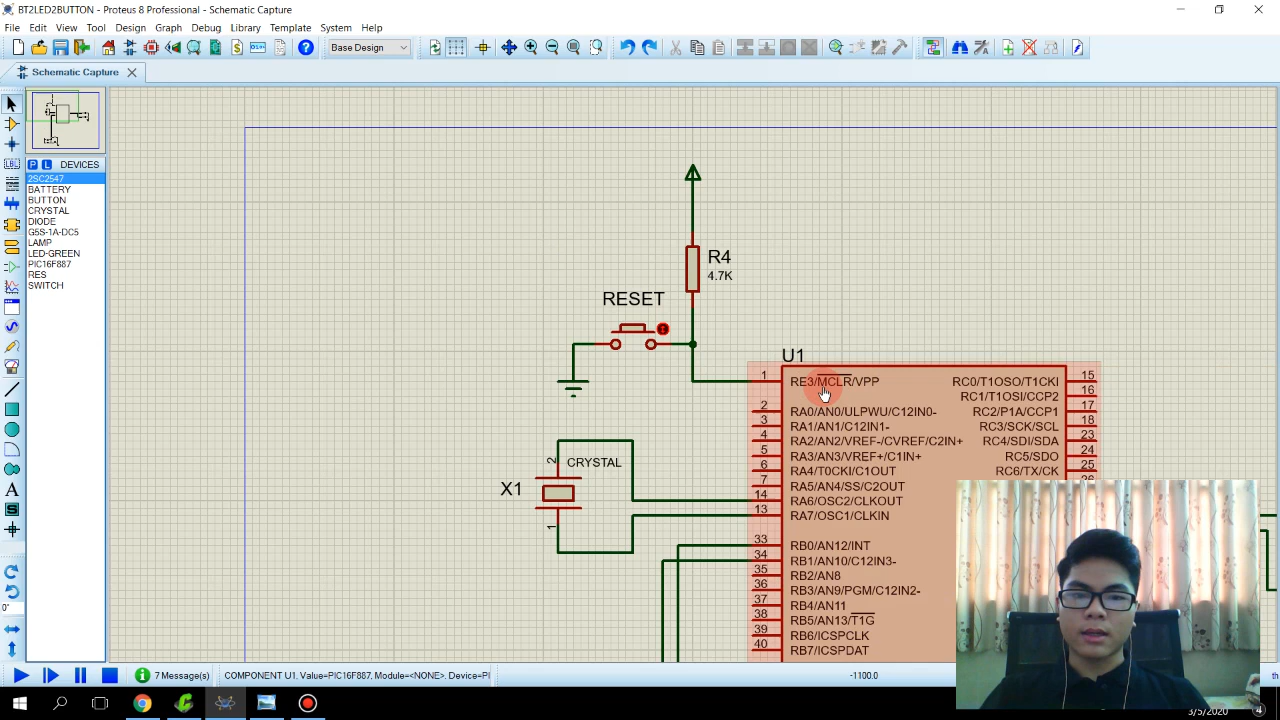 BT2LED2BUTTON - Proteus 8 Professional - Schematic Capture
File Edit View Tool Design Graph Debug Library Template System Help
Base Design
Schematic Capture
P L DEVICES
2SC2547
BATTERY
BUTTON
CRYSTAL
DIODE
G5S-1A-DC5
LAMP
LED-GREEN
PIC16F887
RES
SWITCH
LBL
A
S
0°
R4
4.7K
RESET
U1
1 RE3/MCLR/VPP
2 RA0/AN0/ULPWU/C12IN0-
3 RA1/AN1/C12IN1-
4 RA2/AN2/VREF-/CVREF/C2IN+
5 RA3/AN3/VREF+/C1IN+
6 RA4/T0CKI/C1OUT
7 RA5/AN4/SS/C2OUT
14 RA6/OSC2/CLKOUT
13 RA7/OSC1/CLKIN
33 RB0/AN12/INT
34 RB1/AN10/C12IN3-
35 RB2/AN8
36 RB3/AN9/PGM/C12IN2-
37 RB4/AN11
38 RB5/AN13/T1G
39 RB6/ICSPCLK
40 RB7/ICSPDAT
RC0/T1OSO/T1CKI 15
RC1/T1OSI/CCP2 16
RC2/P1A/CCP1 17
RC3/SCK/SCL 18
RC4/SDI/SDA 23
RC5/SDO 24
RC6/TX/CK 25
X1
2
CRYSTAL
1
7 Message(s)
COMPONENT U1, Value=PIC16F887, Module=<NONE>, Device=PI
-1100.0
th
3/5/2020
4